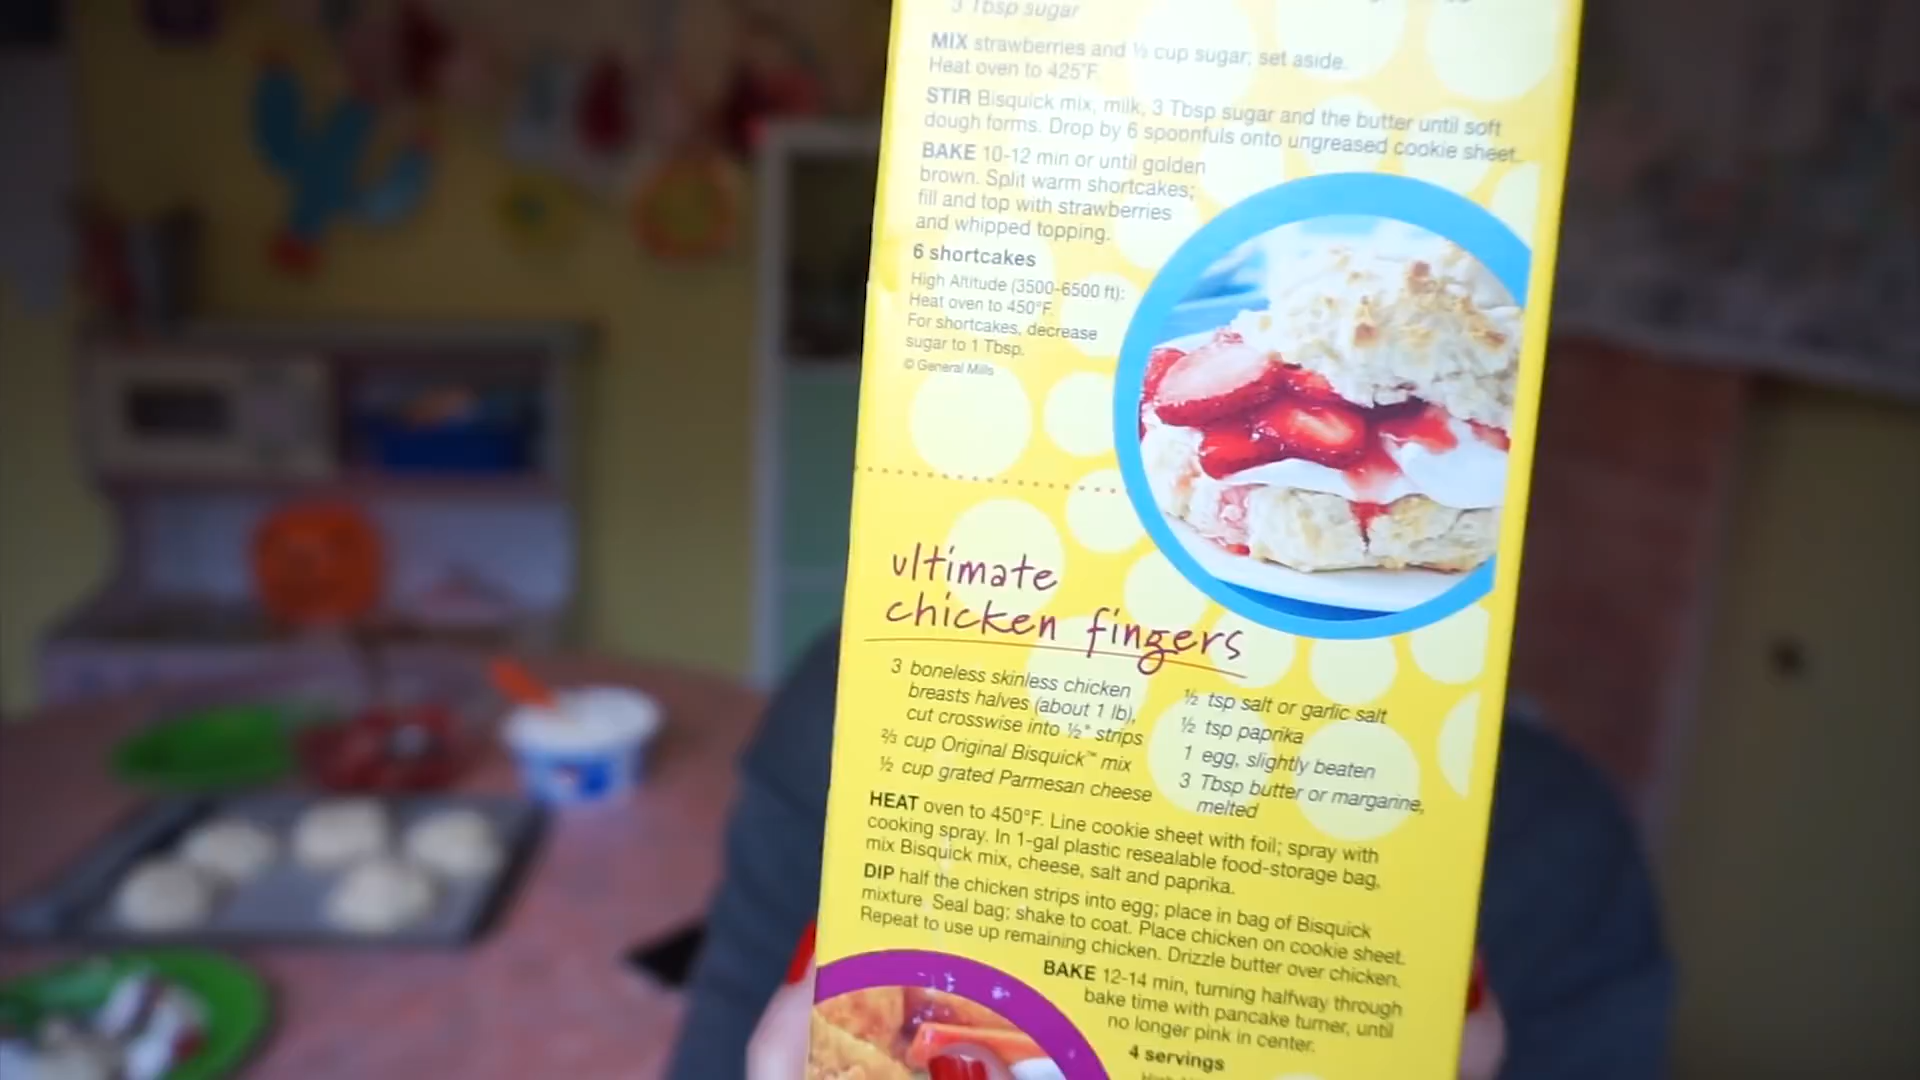 3 Tbsp sugar
MIX strawberries and ½ cup sugar; set aside.
Heat oven to 425°F.
STIR Bisquick mix, milk, 3 Tbsp sugar and the butter until soft
dough forms. Drop by 6 spoonfuls onto ungreased cookie sheet.
BAKE 10-12 min or until golden
brown. Split warm shortcakes;
fill and top with strawberries
and whipped topping.
6 shortcakes
High Altitude (3500-6500 ft):
Heat oven to 450°F.
For shortcakes, decrease
sugar to 1 Tbsp.
© General Mills
ultimate
chicken fingers
3 boneless skinless chicken
breasts halves (about 1 lb),
cut crosswise into ½" strips
⅔ cup Original Bisquick™ mix
½ cup grated Parmesan cheese
½ tsp salt or garlic salt
½ tsp paprika
1 egg, slightly beaten
3 Tbsp butter or margarine,
melted
HEAT oven to 450°F. Line cookie sheet with foil; spray with
cooking spray. In 1-gal plastic resealable food-storage bag,
mix Bisquick mix, cheese, salt and paprika.
DIP half the chicken strips into egg; place in bag of Bisquick
mixture. Seal bag; shake to coat. Place chicken on cookie sheet.
Repeat to use up remaining chicken. Drizzle butter over chicken.
BAKE 12-14 min, turning halfway through
bake time with pancake turner, until
no longer pink in center.
4 servings